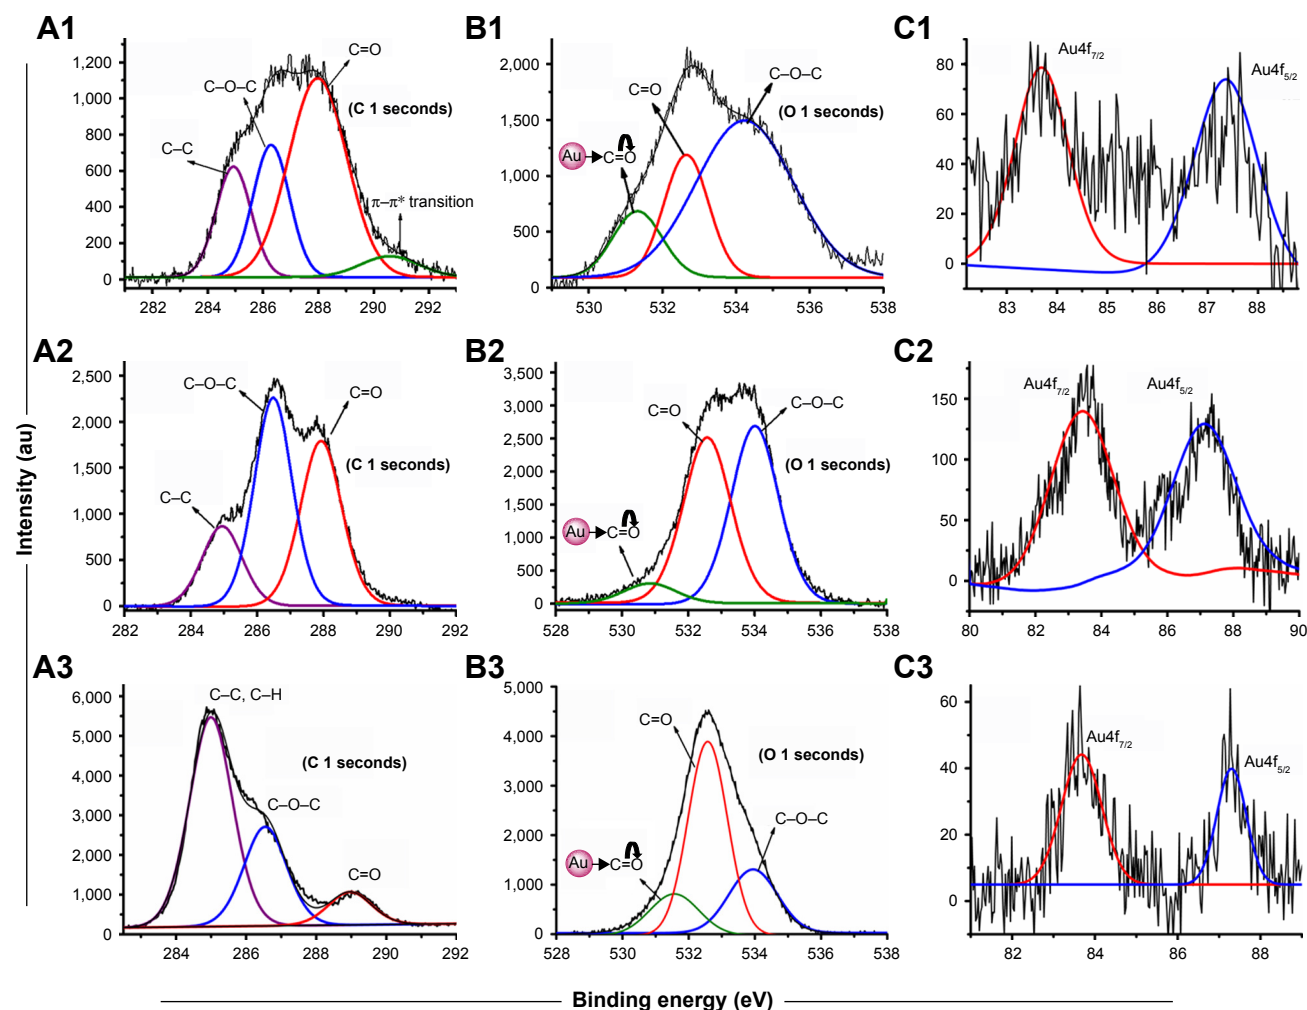 A1
1,200
1,000
800
600
400
200
0
282 284 286 288 290 292
C–C
C–O–C
C=O
(C 1 seconds)
π–π* transition
B1
2,000
1,500
1,000
500
0
530 532 534 536 538
Au C=O
C=O
C–O–C
(O 1 seconds)
C1
80
60
40
20
0
83 84 85 86 87 88
Au4f7/2
Au4f5/2
A2
2,500
2,000
1,500
1,000
500
0
282 284 286 288 290 292
C–C
C–O–C
C=O
(C 1 seconds)
B2
3,500
3,000
2,500
2,000
1,500
1,000
500
0
528 530 532 534 536 538
Au C=O
C=O
C–O–C
(O 1 seconds)
C2
150
100
50
0
80 82 84 86 88 90
Au4f7/2
Au4f5/2
A3
6,000
5,000
4,000
3,000
2,000
1,000
0
284 286 288 290 292
C–C, C–H
C–O–C
C=O
(C 1 seconds)
B3
5,000
4,000
3,000
2,000
1,000
0
528 530 532 534 536 538
Au C=O
C=O
C–O–C
(O 1 seconds)
C3
60
40
20
0
82 84 86 88
Au4f7/2
Au4f5/2
Intensity (au)
Binding energy (eV)